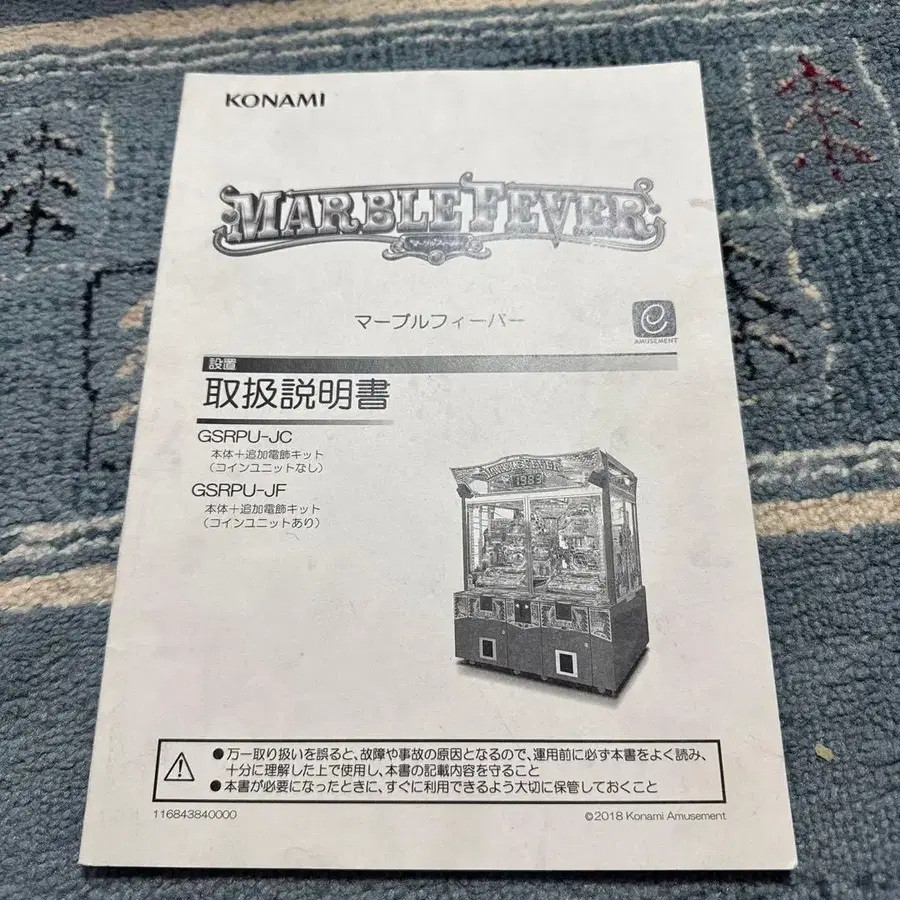 KONAMI
MARBLE FEVER
マーブルフィーバー
e
AMUSEMENT
設置
取扱説明書
GSRPU-JC
本体＋追加電飾キット
（コインユニットなし）
GSRPU-JF
本体＋追加電飾キット
（コインユニットあり）
MARBLE FEVER
1983
●万一取り扱いを誤ると、故障や事故の原因となるので、運用前に必ず本書をよく読み、
十分に理解した上で使用し、本書の記載内容を守ること
●本書が必要になったときに、すぐに利用できるよう大切に保管しておくこと
116843840000
©2018 Konami Amusement